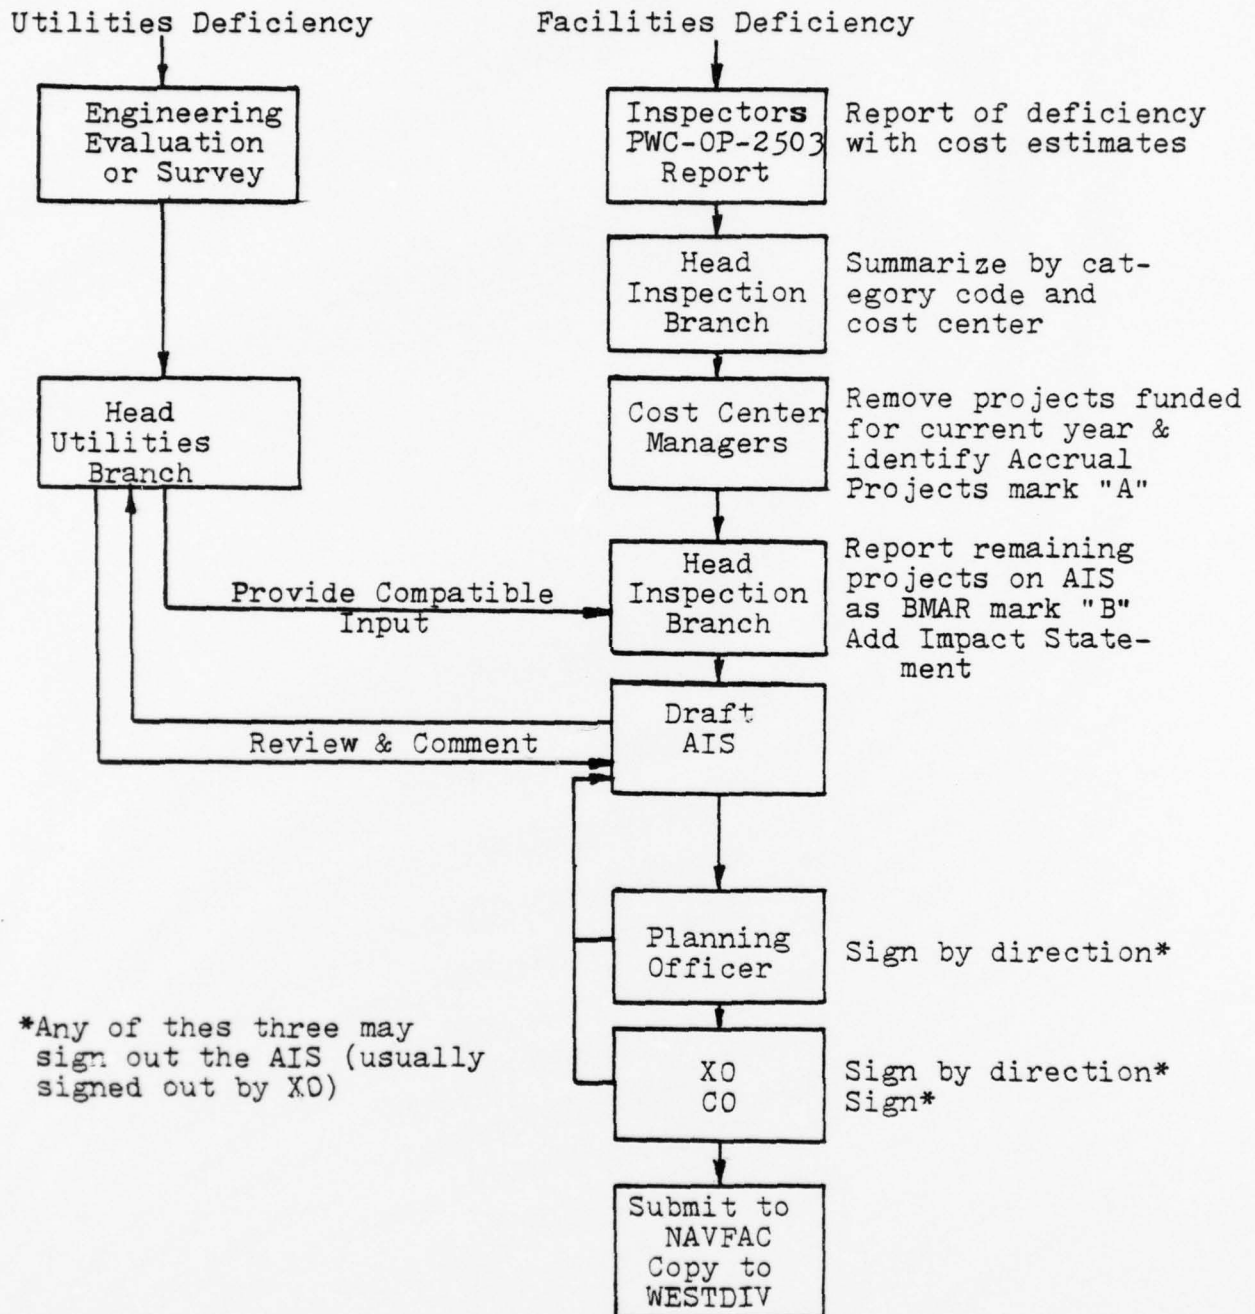 Utilities Deficiency
Facilities Deficiency
Engineering
Evaluation
or Survey
Inspectors
PWC-OP-2503
Report
Report of deficiency
with cost estimates
Head
Inspection
Branch
Summarize by cat-
egory code and
cost center
Head
Utilities
Branch
Cost Center
Managers
Remove projects funded
for current year &
identify Accrual
Projects mark "A"
Provide Compatible
Input
Head
Inspection
Branch
Report remaining
projects on AIS
as BMAR mark "B"
Add Impact State-
ment
Review & Comment
Draft
AIS
Planning
Officer
Sign by direction*
*Any of thes three may
sign out the AIS (usually
signed out by XO)
XO
CO
Sign by direction*
Sign*
Submit to
NAVFAC
Copy to
WESTDIV